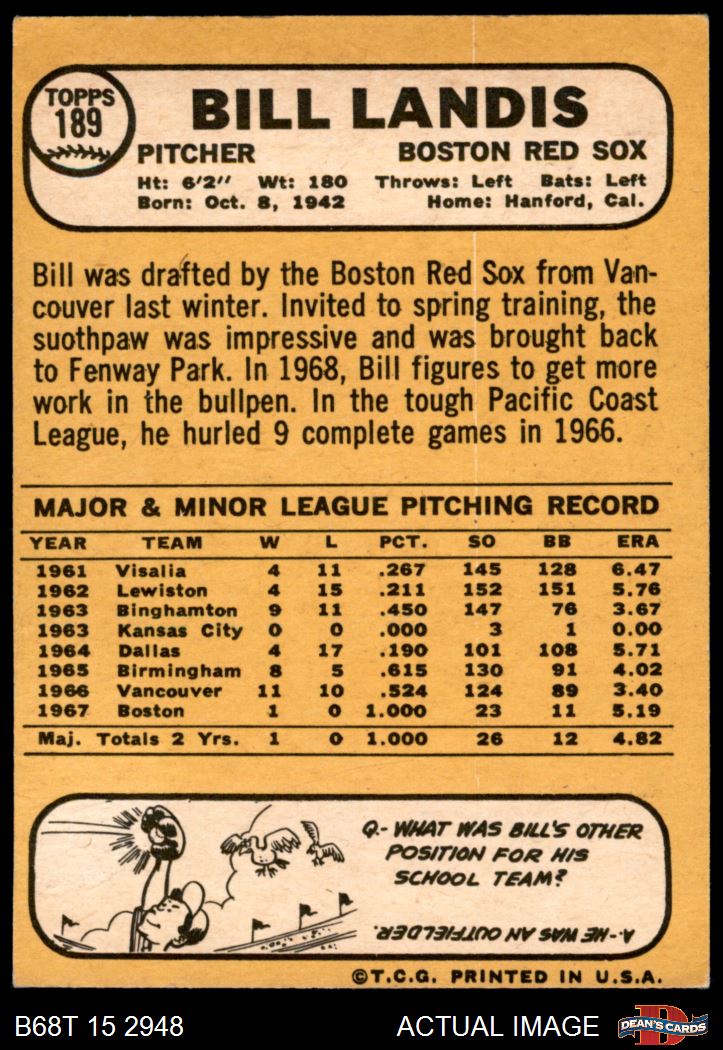 TOPPS
189
BILL LANDIS
PITCHER BOSTON RED SOX
Ht: 6'2" Wt: 180 Throws: Left Bats: Left
Born: Oct. 8, 1942 Home: Hanford, Cal.
Bill was drafted by the Boston Red Sox from Van-
couver last winter. Invited to spring training, the
suothpaw was impressive and was brought back
to Fenway Park. In 1968, Bill figures to get more
work in the bullpen. In the tough Pacific Coast
League, he hurled 9 complete games in 1966.
MAJOR & MINOR LEAGUE PITCHING RECORD
YEAR TEAM W L PCT. SO BB ERA
1961 Visalia 4 11 .267 145 128 6.47
1962 Lewiston 4 15 .211 152 151 5.76
1963 Binghamton 9 11 .450 147 76 3.67
1963 Kansas City 0 0 .000 3 1 0.00
1964 Dallas 4 17 .190 101 108 5.71
1965 Birmingham 8 5 .615 130 91 4.02
1966 Vancouver 11 10 .524 124 89 3.40
1967 Boston 1 0 1.000 23 11 5.19
Maj. Totals 2 Yrs. 1 0 1.000 26 12 4.82
Q.- WHAT WAS BILL'S OTHER
POSITION FOR HIS
SCHOOL TEAM?
A.- HE WAS AN OUTFIELDER.
©T.C.G. PRINTED IN U.S.A.
B68T 15 2948 ACTUAL IMAGE
D
DEAN'S CARDS